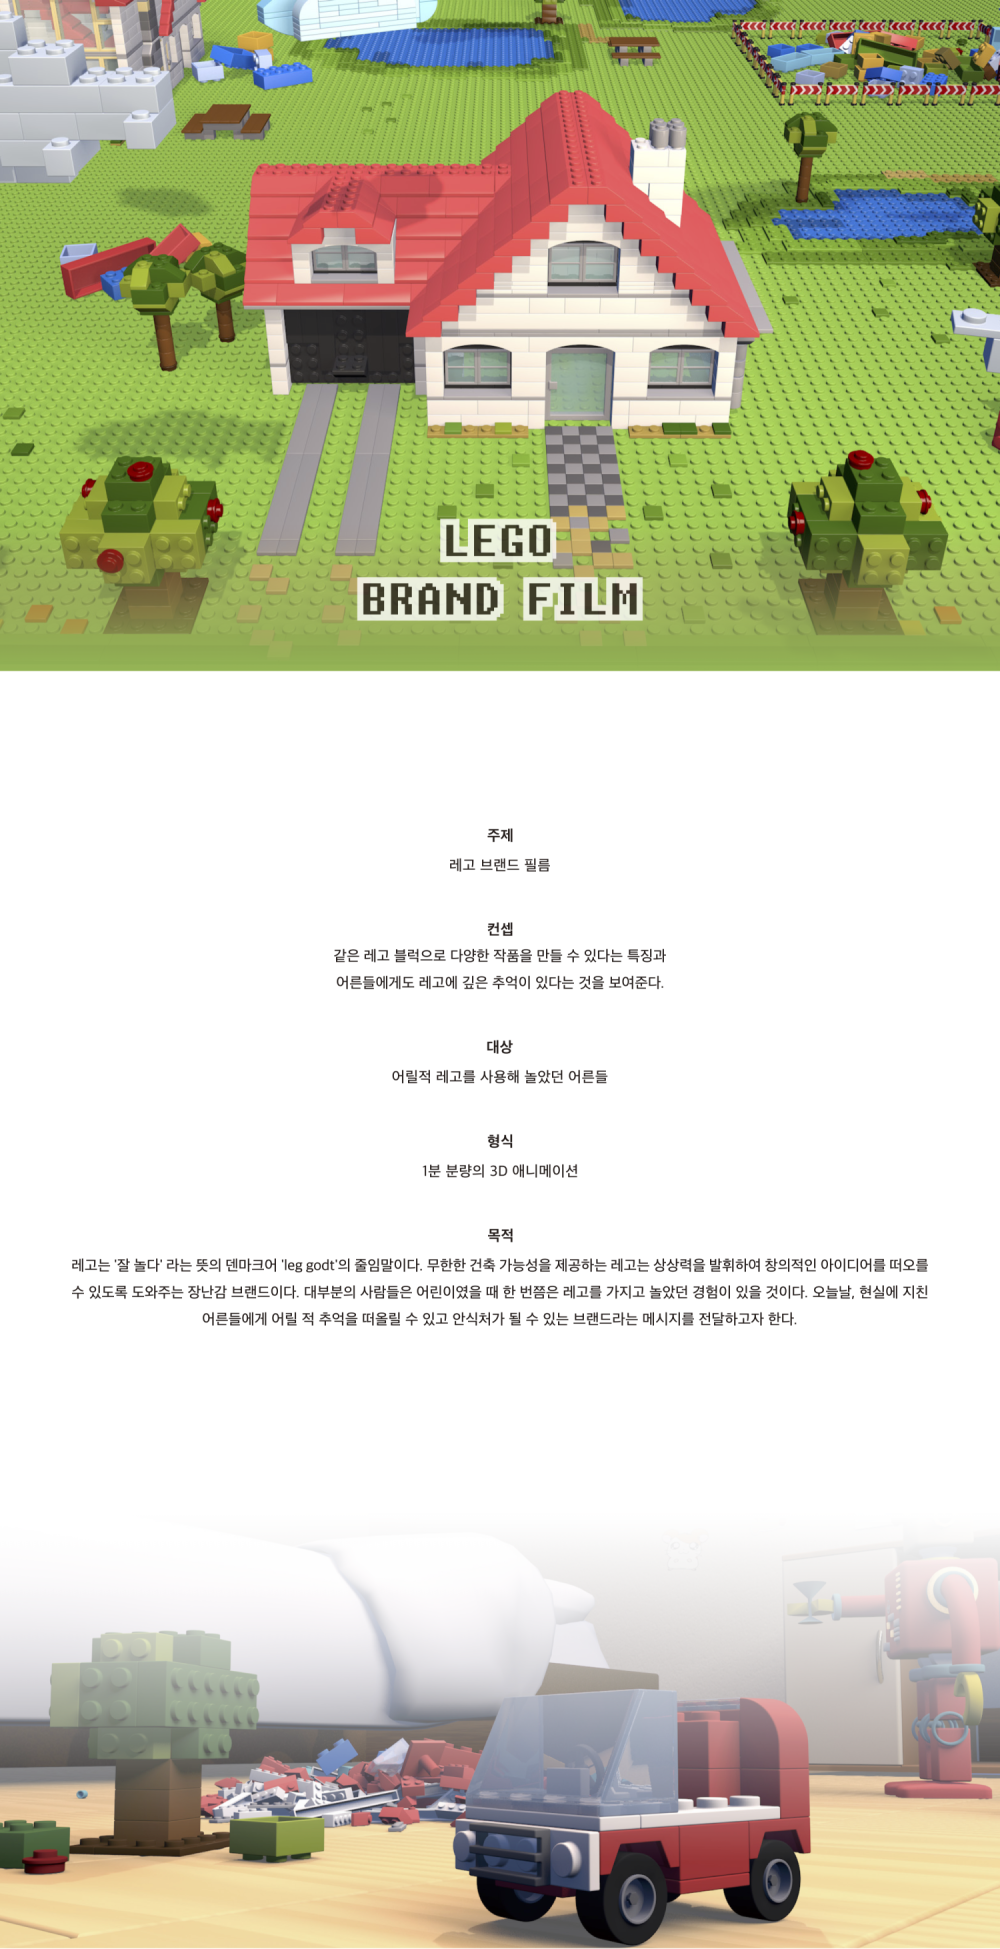 LEGO
BRAND FILM
주제
레고 브랜드 필름
컨셉
같은 레고 블럭으로 다양한 작품을 만들 수 있다는 특징과
어른들에게도 레고에 깊은 추억이 있다는 것을 보여준다.
대상
어릴적 레고를 사용해 놀았던 어른들
형식
1분 분량의 3D 애니메이션
목적
레고는 '잘 놀다' 라는 뜻의 덴마크어 'leg godt'의 줄임말이다. 무한한 건축 가능성을 제공하는 레고는 상상력을 발휘하여 창의적인 아이디어를 떠오를
수 있도록 도와주는 장난감 브랜드이다. 대부분의 사람들은 어린이였을 때 한 번쯤은 레고를 가지고 놀았던 경험이 있을 것이다. 오늘날, 현실에 지친
어른들에게 어릴 적 추억을 떠올릴 수 있고 안식처가 될 수 있는 브랜드라는 메시지를 전달하고자 한다.